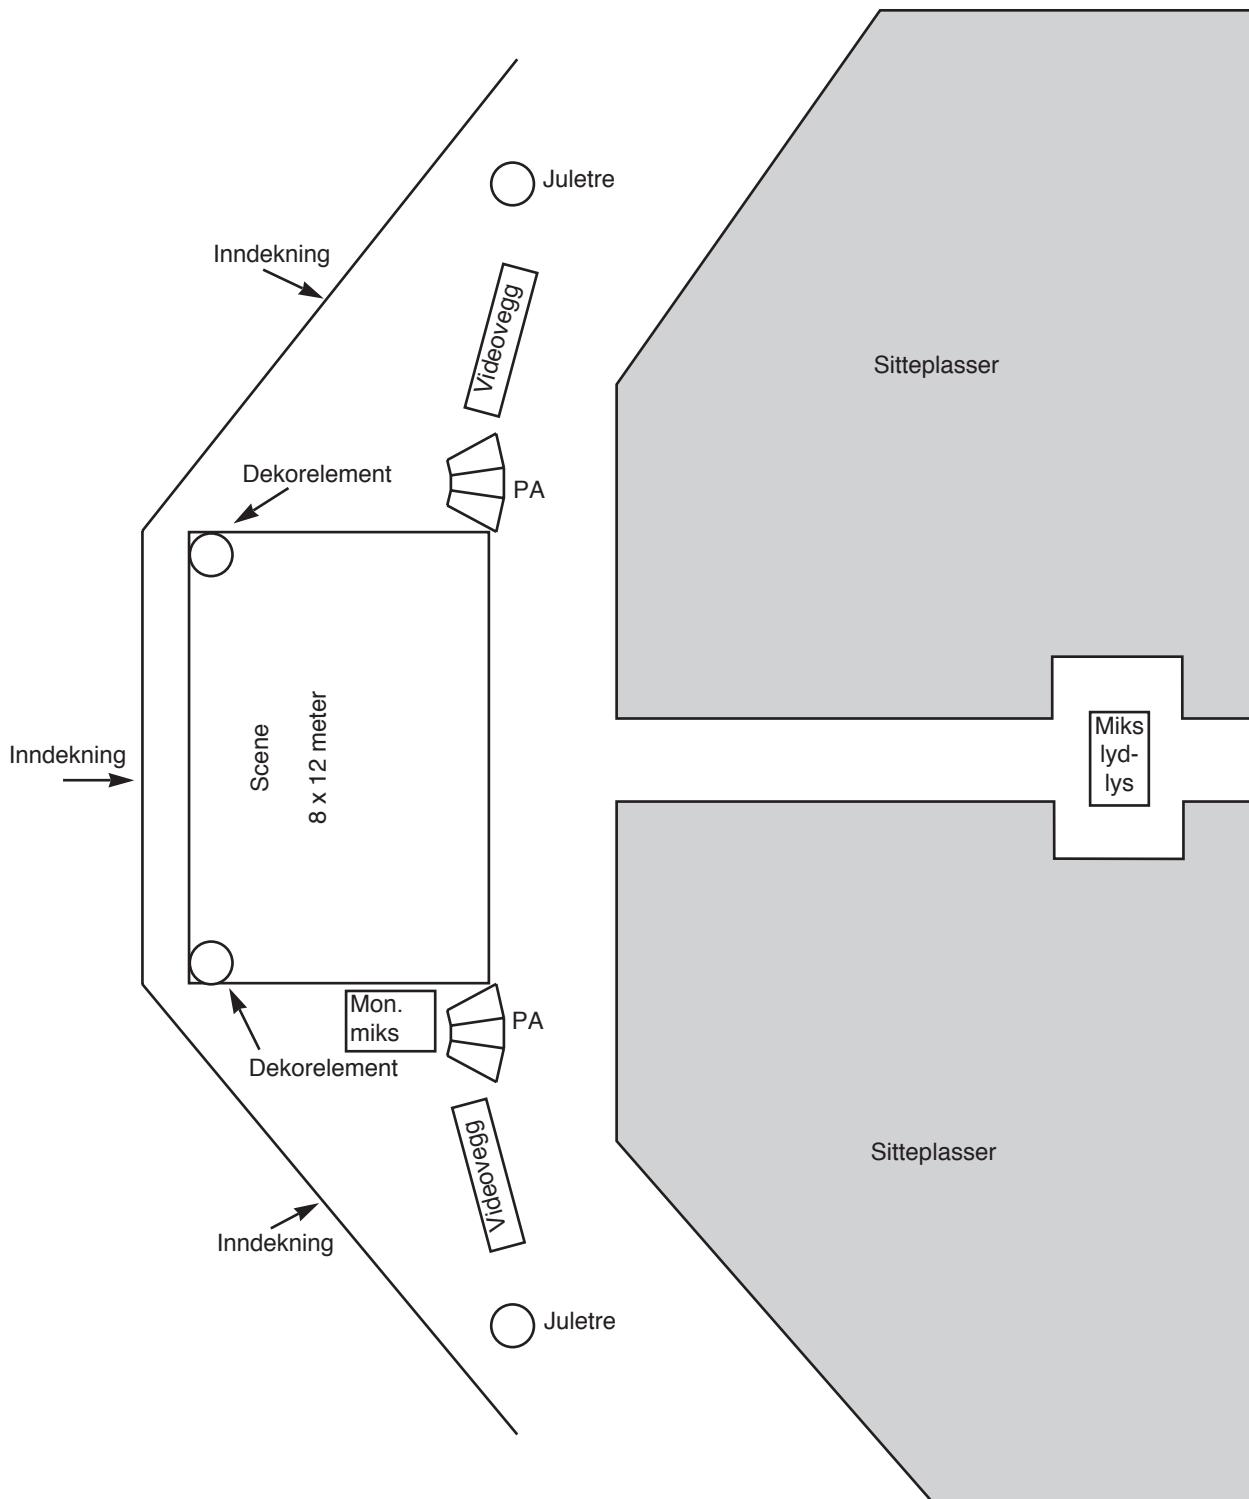 Juletre
Inndekning
Videovegg
Sitteplasser
Dekorelement
PA
Scene
8 x 12 meter
Inndekning
Miks
lyd-
lys
Mon.
miks
PA
Dekorelement
Videovegg
Sitteplasser
Inndekning
Juletre